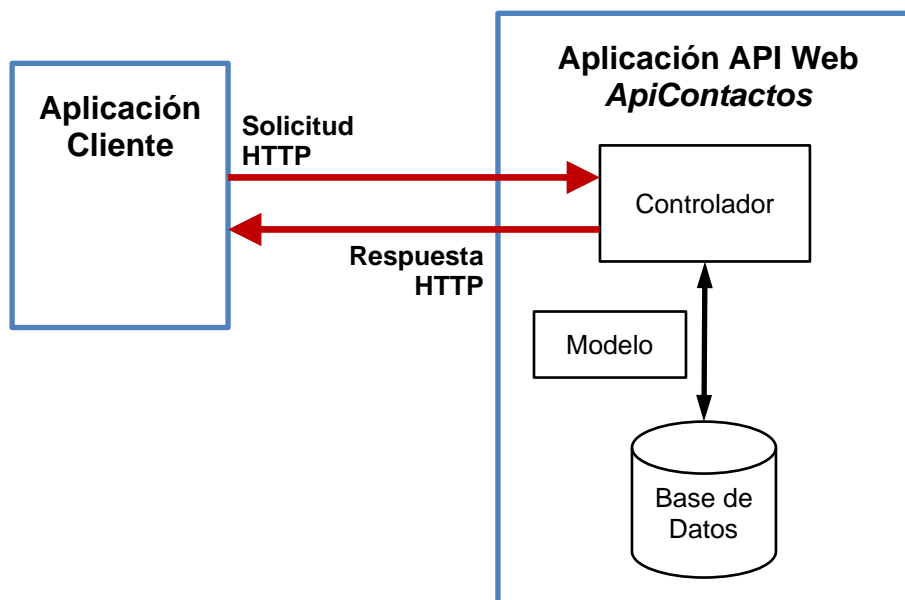 Aplicación
Cliente
Solicitud
HTTP
Respuesta
HTTP
Aplicación API Web
ApiContactos
Controlador
Modelo
Base de
Datos